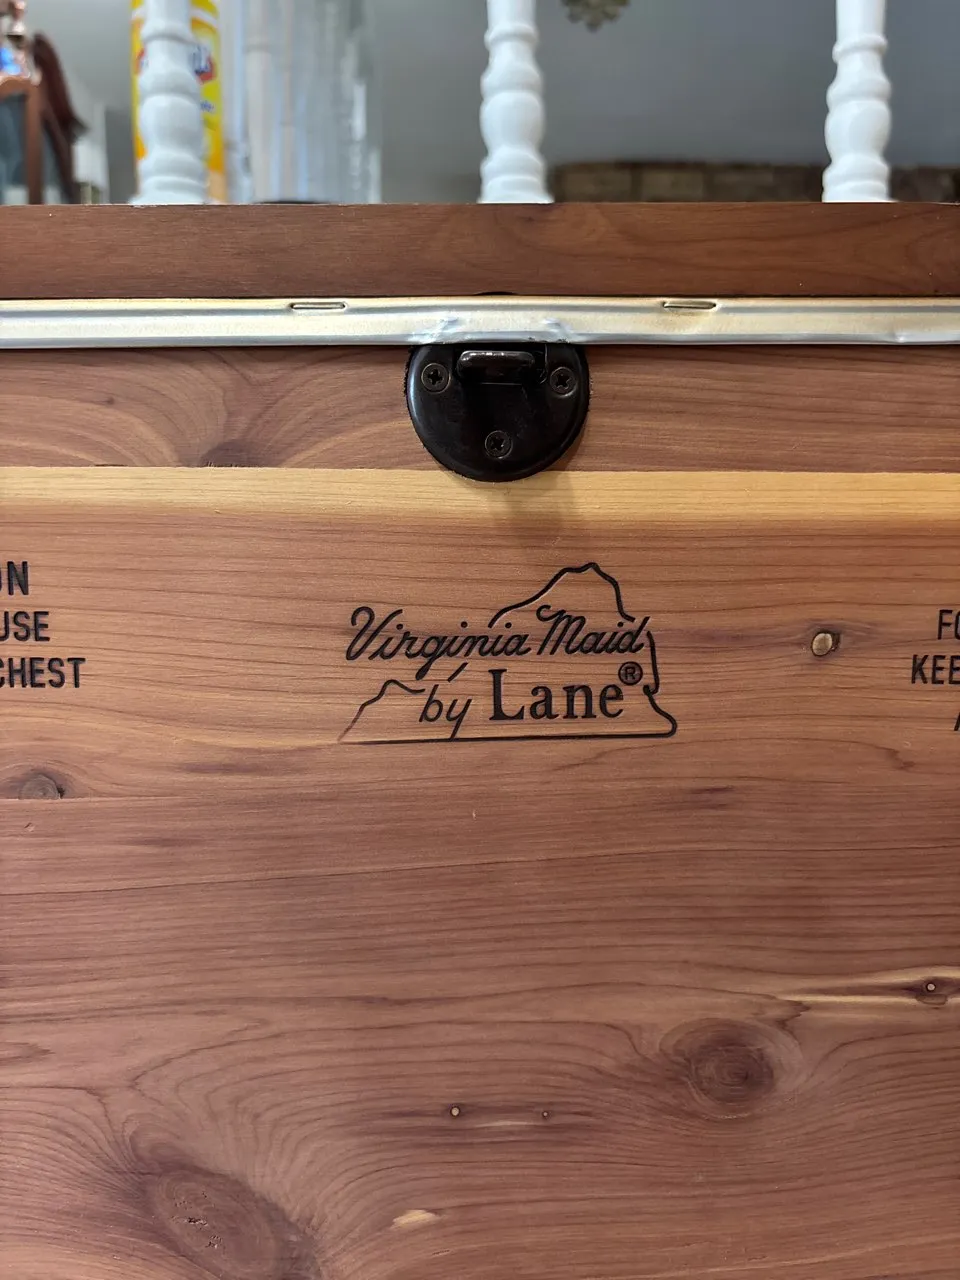 ON
USE
CHEST
Virginia Maid
by Lane®
FO
KEE